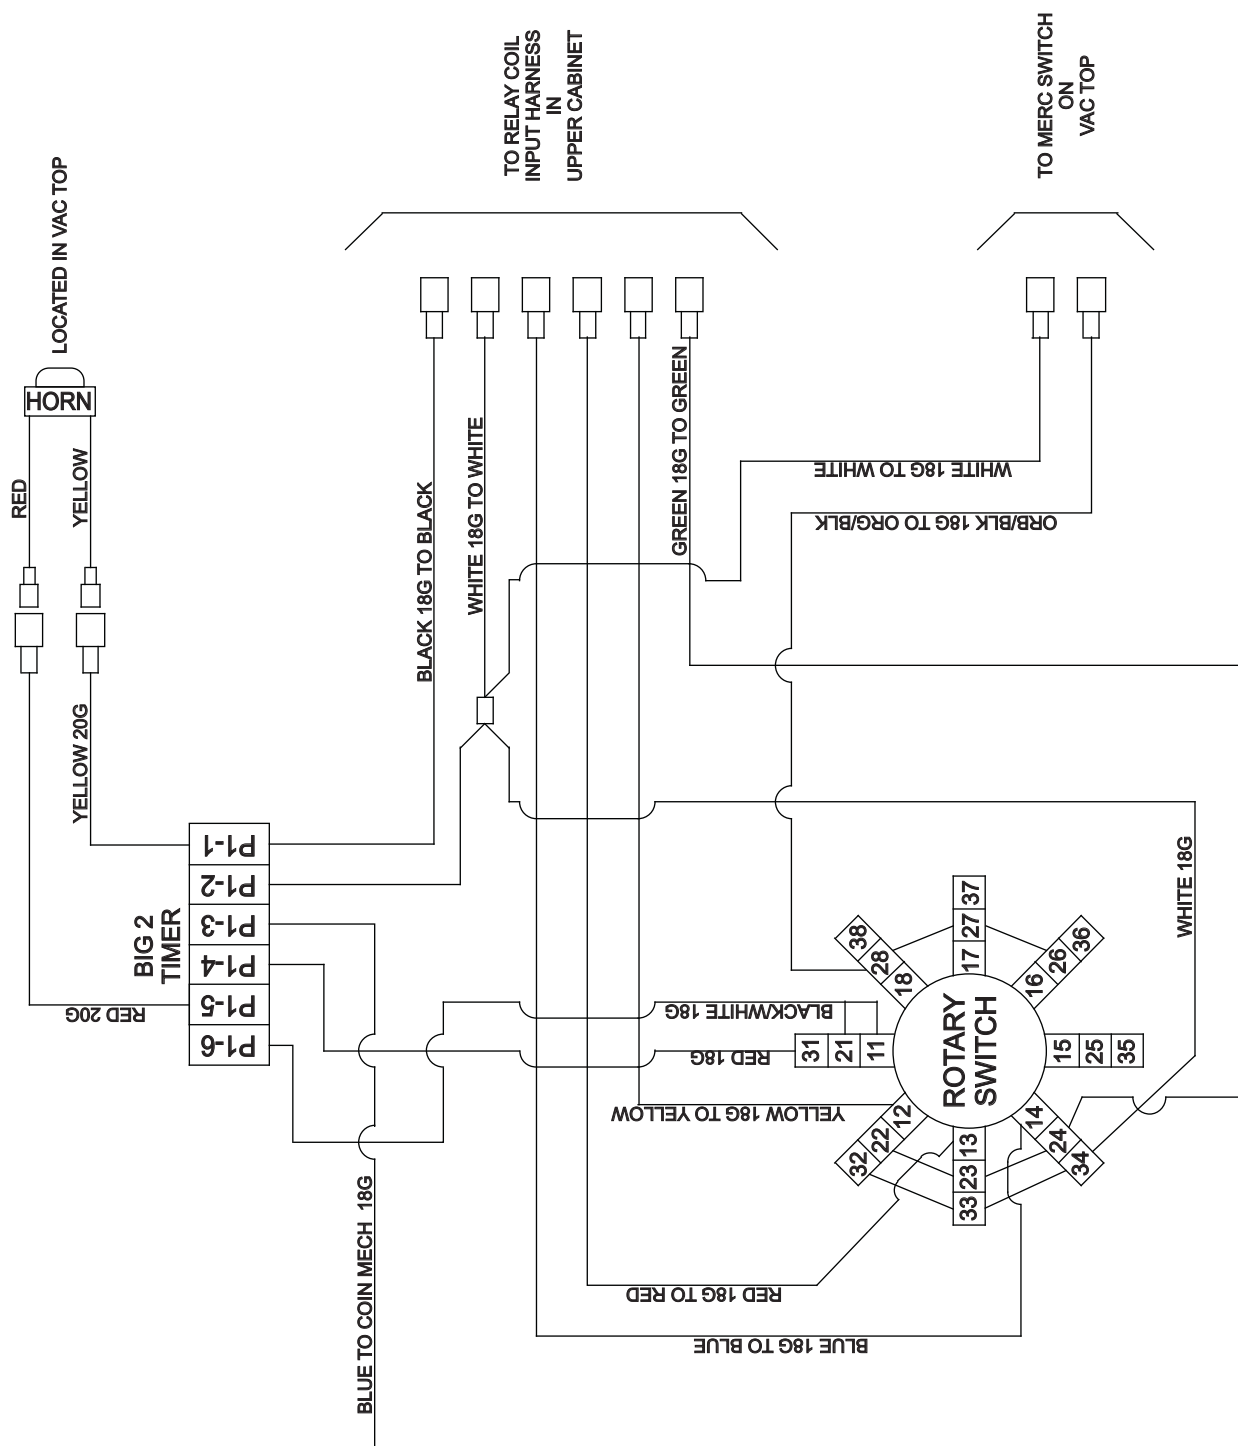 TO RELAY COIL
INPUT HARNESS
IN
UPPER CABINET
TO MERC SWITCH
ON
VAC TOP
LOCATED IN VAC TOP
HORN
RED
YELLOW
BLACK 18G TO BLACK
WHITE 18G TO WHITE
GREEN 18G TO GREEN
WHITE 18G TO WHITE
ORB/BLK 18G TO ORG/BLK
YELLOW 20G
RED 20G
BIG 2
TIMER
P1-1
P1-2
P1-3
P1-4
P1-5
P1-6
WHITE 18G
BLACK/WHITE 18G
RED 18G
YELLOW 18G TO YELLOW
RED 18G TO RED
BLUE 18G TO BLUE
BLUE TO COIN MECH 18G
ROTARY
SWITCH
31
21
11
32
22
12
33
23
13
14
24
34
15
25
35
16
26
36
17
27
37
18
28
38